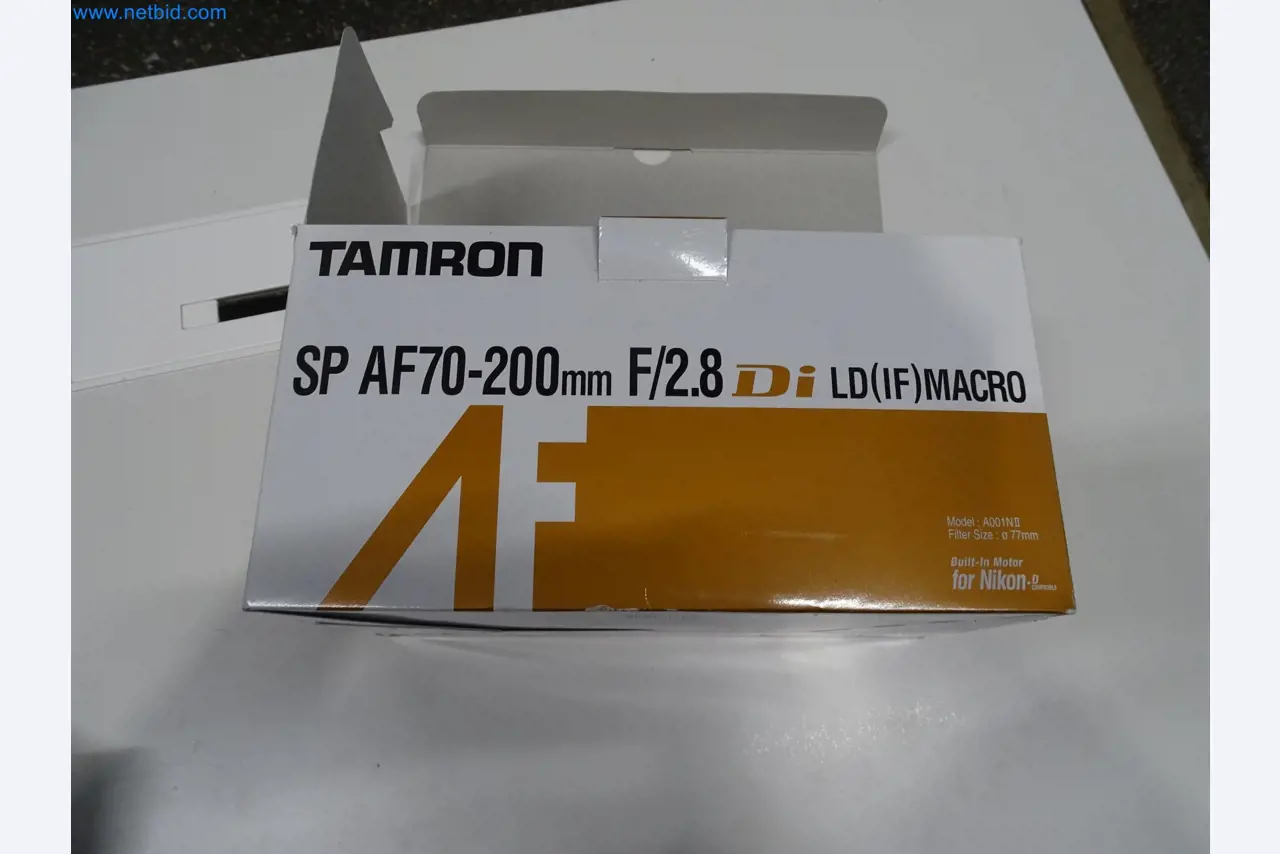 www.netbid.com
TAMRON
SP AF70-200mm F/2.8 Di LD(IF)MACRO
AF
Model : A001NⅡ
Filter Size : ø 77mm
Built-In Motor
for Nikon-D